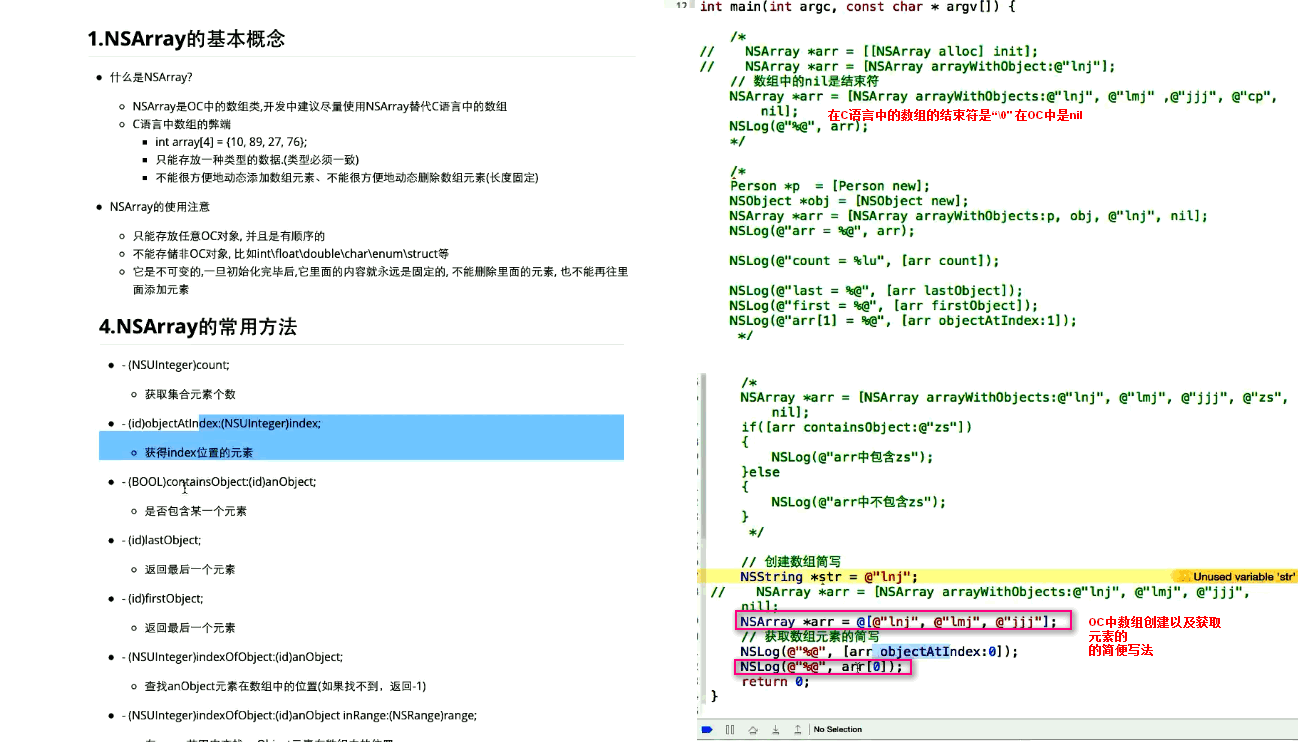 1.NSArray的基本概念
什么是NSArray?
NSArray是OC中的数组类,开发中建议尽量使用NSArray替代C语言中的数组
C语言中数组的弊端
int array[4] = {10, 89, 27, 76};
只能存放一种类型的数据.(类型必须一致)
不能很方便地动态添加数组元素、不能很方便地动态删除数组元素(长度固定)
NSArray的使用注意
只能存放任意OC对象, 并且是有顺序的
不能存储非OC对象, 比如int\float\double\char\enum\struct等
它是不可变的,一旦初始化完毕后,它里面的内容就永远是固定的, 不能删除里面的元素, 也不能再往里
面添加元素
4.NSArray的常用方法
- (NSUInteger)count;
获取集合元素个数
- (id)objectAtIndex:(NSUInteger)index;
获得index位置的元素
- (BOOL)containsObject:(id)anObject;
是否包含某一个元素
- (id)lastObject;
返回最后一个元素
- (id)firstObject;
返回最后一个元素
- (NSUInteger)indexOfObject:(id)anObject;
查找anObject元素在数组中的位置(如果找不到，返回-1)
- (NSUInteger)indexOfObject:(id)anObject inRange:(NSRange)range;
12 int main(int argc, const char * argv[]) {
/*
// NSArray *arr = [[NSArray alloc] init];
// NSArray *arr = [NSArray arrayWithObject:@"lnj"];
// 数组中的nil是结束符
NSArray *arr = [NSArray arrayWithObjects:@"lnj", @"lmj" ,@"jjj", @"cp",
nil];
在C语言中的数组的结束符是“\0” 在OC中是nil
NSLog(@"%@", arr);
*/
/*
Person *p = [Person new];
NSObject *obj = [NSObject new];
NSArray *arr = [NSArray arrayWithObjects:p, obj, @"lnj", nil];
NSLog(@"arr = %@", arr);
NSLog(@"count = %lu", [arr count]);
NSLog(@"last = %@", [arr lastObject]);
NSLog(@"first = %@", [arr firstObject]);
NSLog(@"arr[1] = %@", [arr objectAtIndex:1]);
*/
/*
NSArray *arr = [NSArray arrayWithObjects:@"lnj", @"lmj", @"jjj", @"zs",
nil];
if([arr containsObject:@"zs"])
{
NSLog(@"arr中包含zs");
}else
{
NSLog(@"arr中不包含zs");
}
*/
// 创建数组简写
NSString *str = @"lnj"; Unused variable 'str'
// NSArray *arr = [NSArray arrayWithObjects:@"lnj", @"lmj", @"jjj",
nil];
NSArray *arr = @[@"lnj", @"lmj", @"jjj"];
// 获取数组元素的简写
NSLog(@"%@", [arr objectAtIndex:0]);
NSLog(@"%@", arr[0]);
return 0;
}
OC中数组创建以及获取
元素的
的简便写法
No Selection